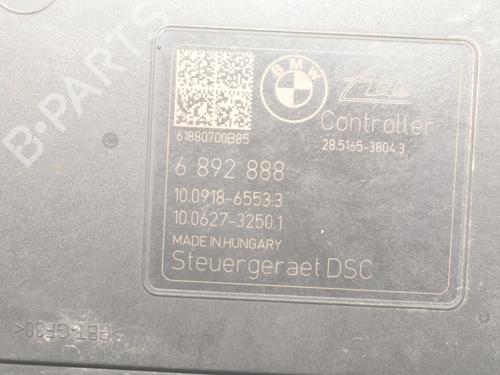 BMW
Ate
Controller
28.5165-3804.3
61880700B85
6 892 888
10.0918-6553.3
10.0627-3250.1
MADE IN HUNGARY
Steuergeraet DSC
>PBT-GF30<
B-PARTS